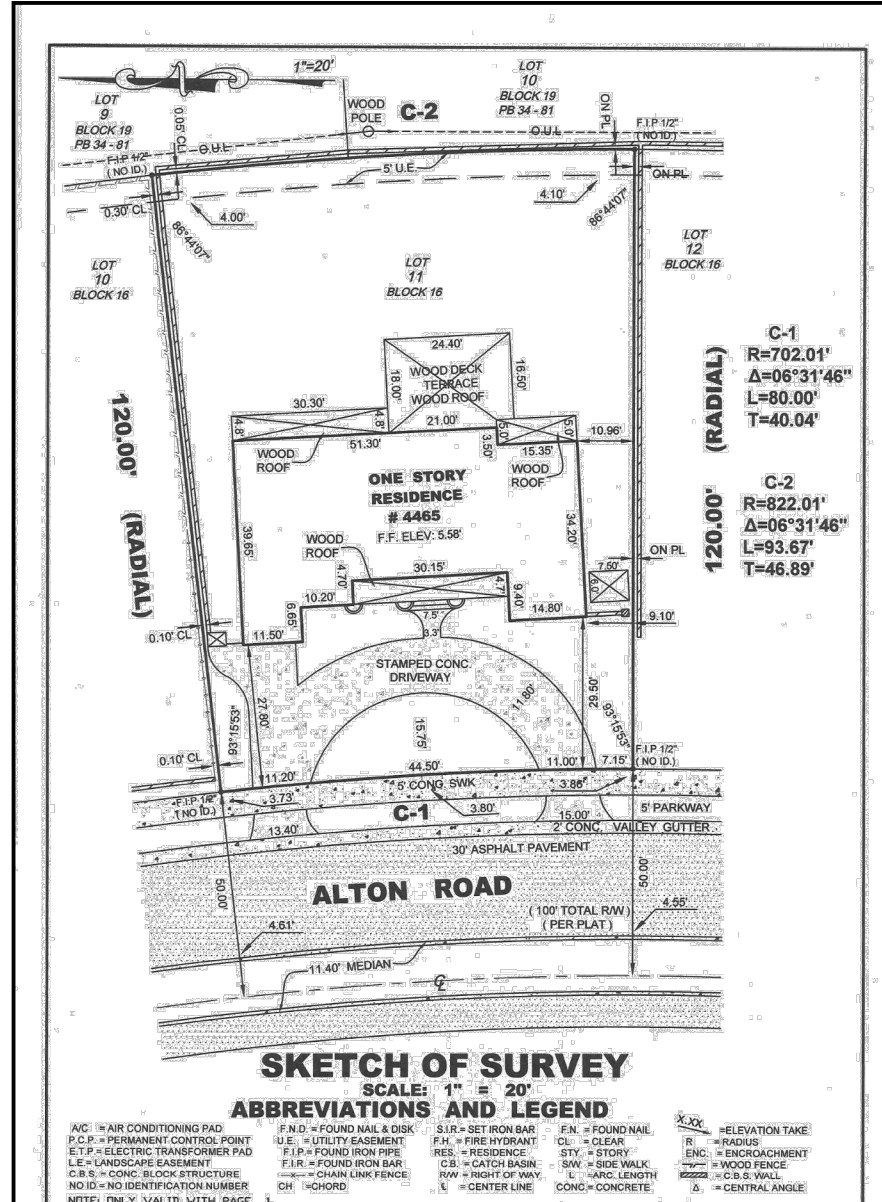 1"=20'
LOT
9
BLOCK 19
PB 34 - 81
0.05' CL
O.U.L
WOOD
POLE
C-2
LOT
10
BLOCK 19
PB 34 - 81
O.U.L
ON PL
F.I.P 1/2"
( NO ID.)
F.I.P 1/2"
( NO ID.)
5' U.E.
ON PL
0.30' CL
4.00'
4.10'
86°44'07"
86°44'07"
LOT
10
BLOCK 16
LOT
11
BLOCK 16
LOT
12
BLOCK 16
C-1
R=702.01'
Δ=06°31'46"
L=80.00'
T=40.04'
C-2
R=822.01'
Δ=06°31'46"
L=93.67'
T=46.89'
120.00' (RADIAL)
120.00' (RADIAL)
24.40'
WOOD DECK
TERRACE
WOOD ROOF
18.00'
16.50'
30.30'
4.8'
4.8'
21.00'
51.30'
3.50'
5.0'
5.0'
15.35'
10.96'
WOOD
ROOF
WOOD
ROOF
ONE STORY
RESIDENCE
# 4465
F.F. ELEV: 5.58'
39.65'
34.20'
WOOD
ROOF
30.15'
4.70'
4.7'
10.20'
6.65'
9.40'
14.80'
11.50'
7.50'
6.0'
ON PL
9.10'
7.5'
3.3'
0.10' CL
STAMPED CONC.
DRIVEWAY
27.80'
29.50'
11.80'
15.75'
93°15'53"
93°15'53"
0.10' CL
F.I.P 1/2"
( NO ID.)
11.20'
44.50'
11.00'
7.15'
5' CONC. SWK
3.86'
F.I.P 1/2"
( NO ID.)
3.73'
C-1
3.80'
5' PARKWAY
13.40'
15.00'
2' CONC. VALLEY GUTTER
30' ASPHALT PAVEMENT
50.00'
50.00'
ALTON ROAD
( 100' TOTAL R/W )
( PER PLAT )
4.61'
4.55'
11.40' MEDIAN
SKETCH OF SURVEY
SCALE: 1" = 20'
ABBREVIATIONS AND LEGEND
A/C = AIR CONDITIONING PAD
P.C.P. = PERMANENT CONTROL POINT
E.T.P = ELECTRIC TRANSFORMER PAD
L.E = LANDSCAPE EASEMENT
C.B.S. = CONC. BLOCK STRUCTURE
NO ID = NO IDENTIFICATION NUMBER
F.N.D. = FOUND NAIL & DISK
U.E. = UTILITY EASEMENT
F.I.P = FOUND IRON PIPE
F.I.R. = FOUND IRON BAR
—x— = CHAIN LINK FENCE
CH = CHORD
S.I.R. = SET IRON BAR
F.H. = FIRE HYDRANT
RES. = RESIDENCE
C.B. = CATCH BASIN
R/W = RIGHT OF WAY
℄ = CENTER LINE
F.N. = FOUND NAIL
CL = CLEAR
STY. = STORY
S/W. = SIDE WALK
L = ARC. LENGTH
CONC. = CONCRETE
X.XX = ELEVATION TAKE
R = RADIUS
ENC. = ENCROACHMENT
= WOOD FENCE
= C.B.S. WALL
Δ = CENTRAL ANGLE
NOTE: ONLY VALID WITH PAGE